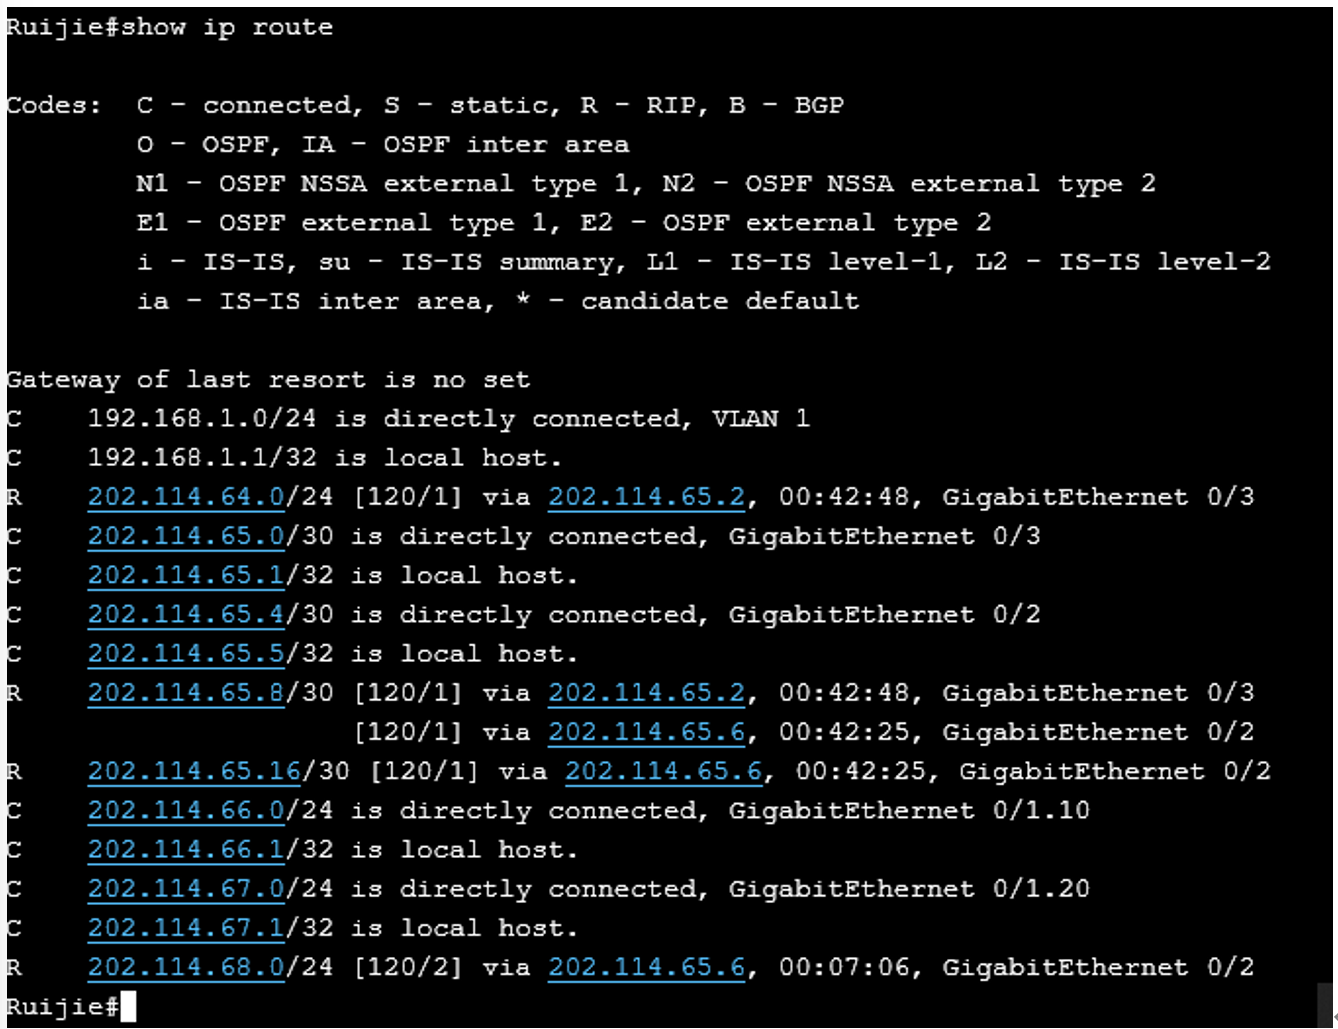 Ruijie#show ip route
Codes:  C - connected, S - static, R - RIP, B - BGP
        O - OSPF, IA - OSPF inter area
        N1 - OSPF NSSA external type 1, N2 - OSPF NSSA external type 2
        E1 - OSPF external type 1, E2 - OSPF external type 2
        i - IS-IS, su - IS-IS summary, L1 - IS-IS level-1, L2 - IS-IS level-2
        ia - IS-IS inter area, * - candidate default
Gateway of last resort is no set
C    192.168.1.0/24 is directly connected, VLAN 1
C    192.168.1.1/32 is local host.
R    202.114.64.0/24 [120/1] via 202.114.65.2, 00:42:48, GigabitEthernet 0/3
C    202.114.65.0/30 is directly connected, GigabitEthernet 0/3
C    202.114.65.1/32 is local host.
C    202.114.65.4/30 is directly connected, GigabitEthernet 0/2
C    202.114.65.5/32 is local host.
R    202.114.65.8/30 [120/1] via 202.114.65.2, 00:42:48, GigabitEthernet 0/3
                     [120/1] via 202.114.65.6, 00:42:25, GigabitEthernet 0/2
R    202.114.65.16/30 [120/1] via 202.114.65.6, 00:42:25, GigabitEthernet 0/2
C    202.114.66.0/24 is directly connected, GigabitEthernet 0/1.10
C    202.114.66.1/32 is local host.
C    202.114.67.0/24 is directly connected, GigabitEthernet 0/1.20
C    202.114.67.1/32 is local host.
R    202.114.68.0/24 [120/2] via 202.114.65.6, 00:07:06, GigabitEthernet 0/2
Ruijie#